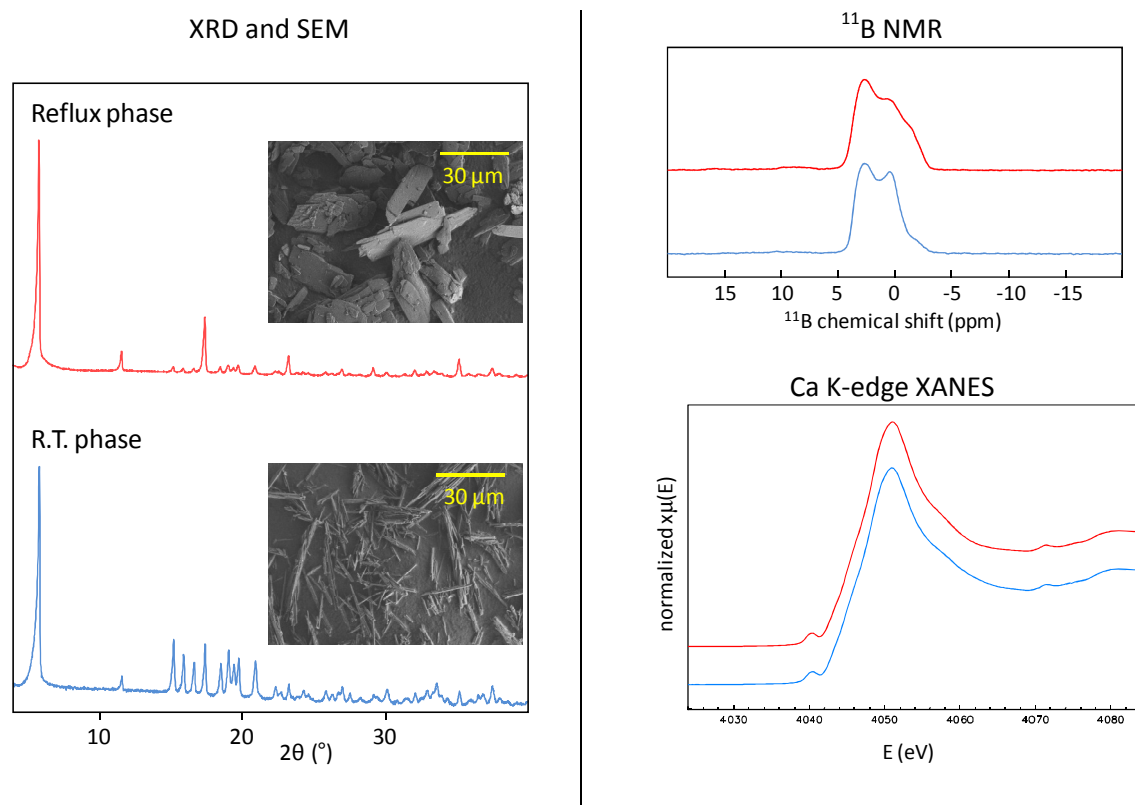 XRD and SEM
Reflux phase
30 µm
R.T. phase
30 µm
10 20 30
2θ (°)
¹¹B NMR
15 10 5 0 -5 -10 -15
¹¹B chemical shift (ppm)
Ca K-edge XANES
normalized xµ(E)
4030 4040 4050 4060 4070 4080
E (eV)